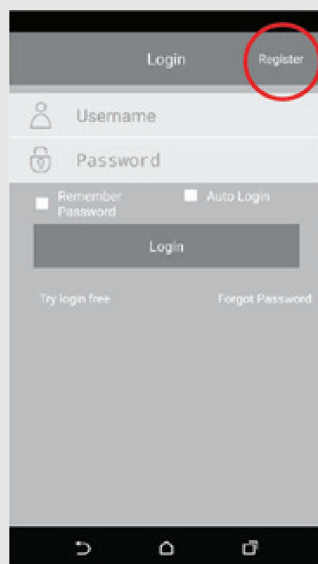 Login Register
Username
Password
Remember
Password
Auto Login
Login
Try login free Forgot Password